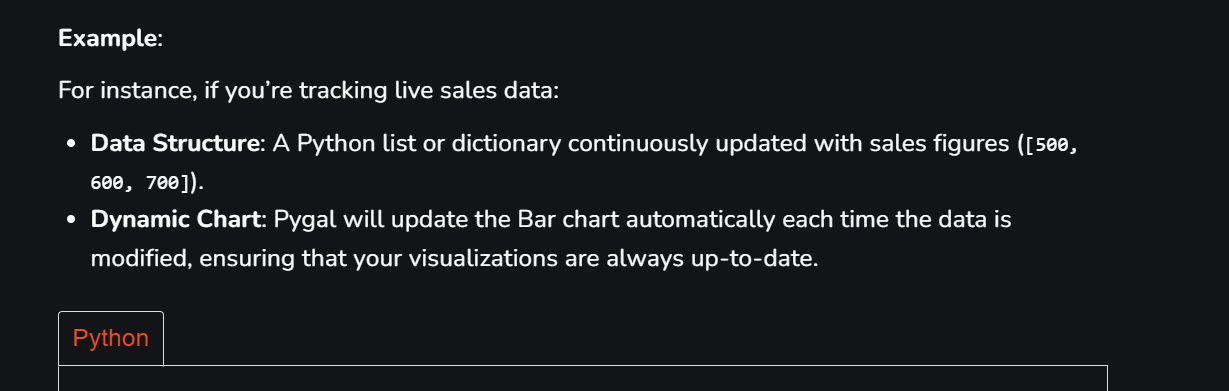 Example:
For instance, if you’re tracking live sales data:
• Data Structure: A Python list or dictionary continuously updated with sales figures ([500,
600, 700]).
• Dynamic Chart: Pygal will update the Bar chart automatically each time the data is
modified, ensuring that your visualizations are always up-to-date.
Python